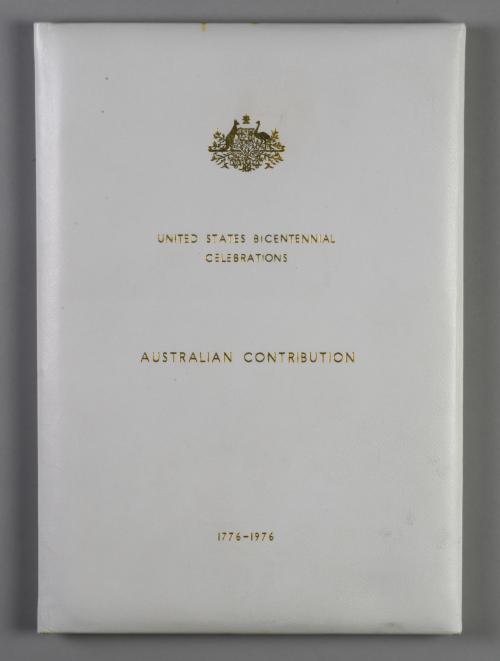 UNITED STATES BICENTENNIAL
CELEBRATIONS
AUSTRALIAN CONTRIBUTION
1776-1976